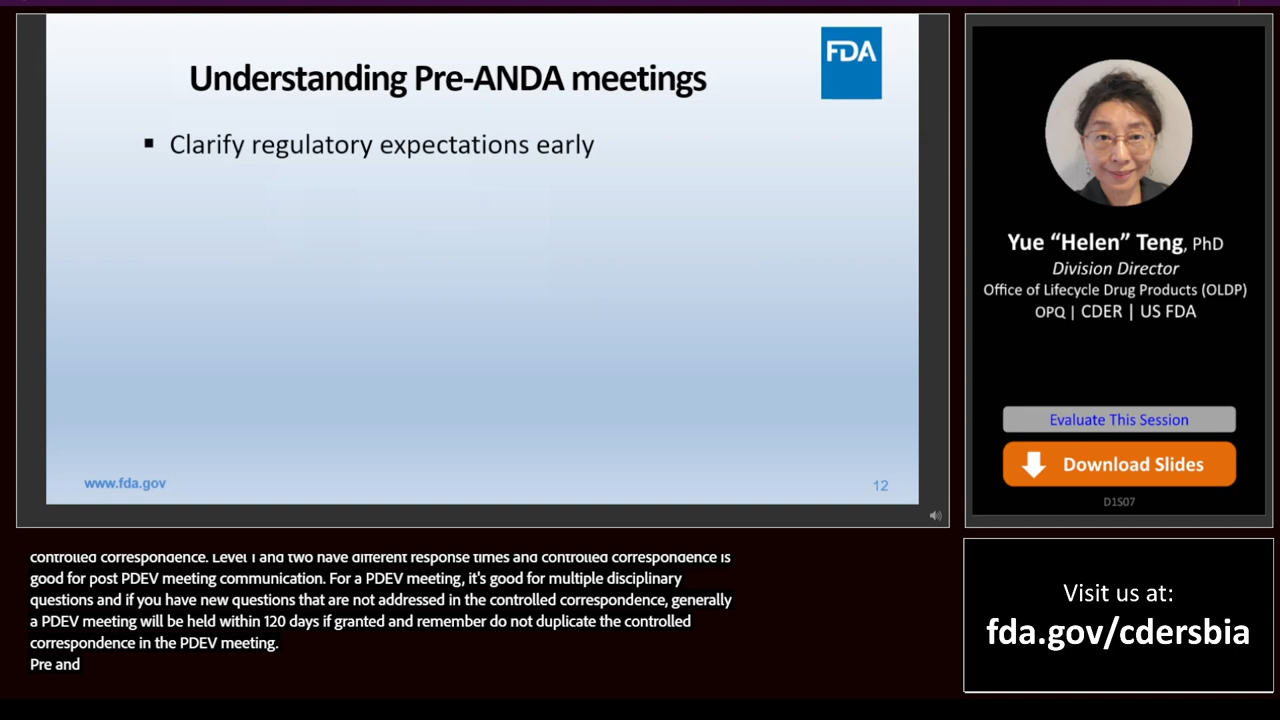 FDA
Understanding Pre-ANDA meetings
▪ Clarify regulatory expectations early
www.fda.gov
12
Yue “Helen” Teng, PhD
Division Director
Office of Lifecycle Drug Products (OLDP)
OPQ | CDER | US FDA
Evaluate This Session
Download Slides
D1S07
controlled correspondence. Level 1 and two have different response times and controlled correspondence is
good for post PDEV meeting communication. For a PDEV meeting, it's good for multiple disciplinary
questions and if you have new questions that are not addressed in the controlled correspondence, generally
a PDEV meeting will be held within 120 days if granted and remember do not duplicate the controlled
correspondence in the PDEV meeting.
Pre and
Visit us at:
fda.gov/cdersbia